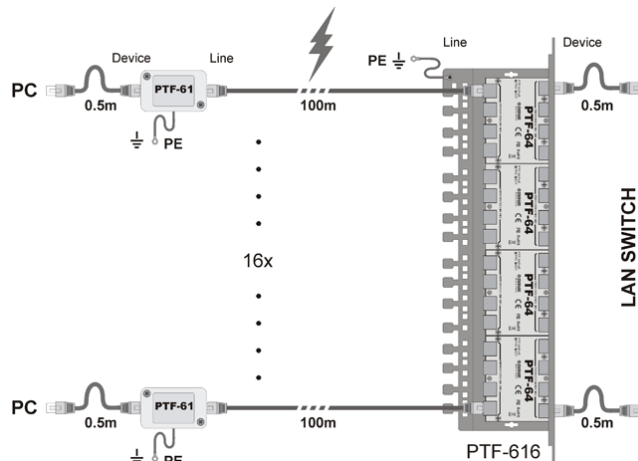 Device
Line
PC
PTF-61
0.5m
PE
100m
16x
PC
PTF-61
0.5m
PE
100m
PE
Line
Device
PTF-64
PTF-64
PTF-64
PTF-64
0.5m
LAN SWITCH
0.5m
PTF-616